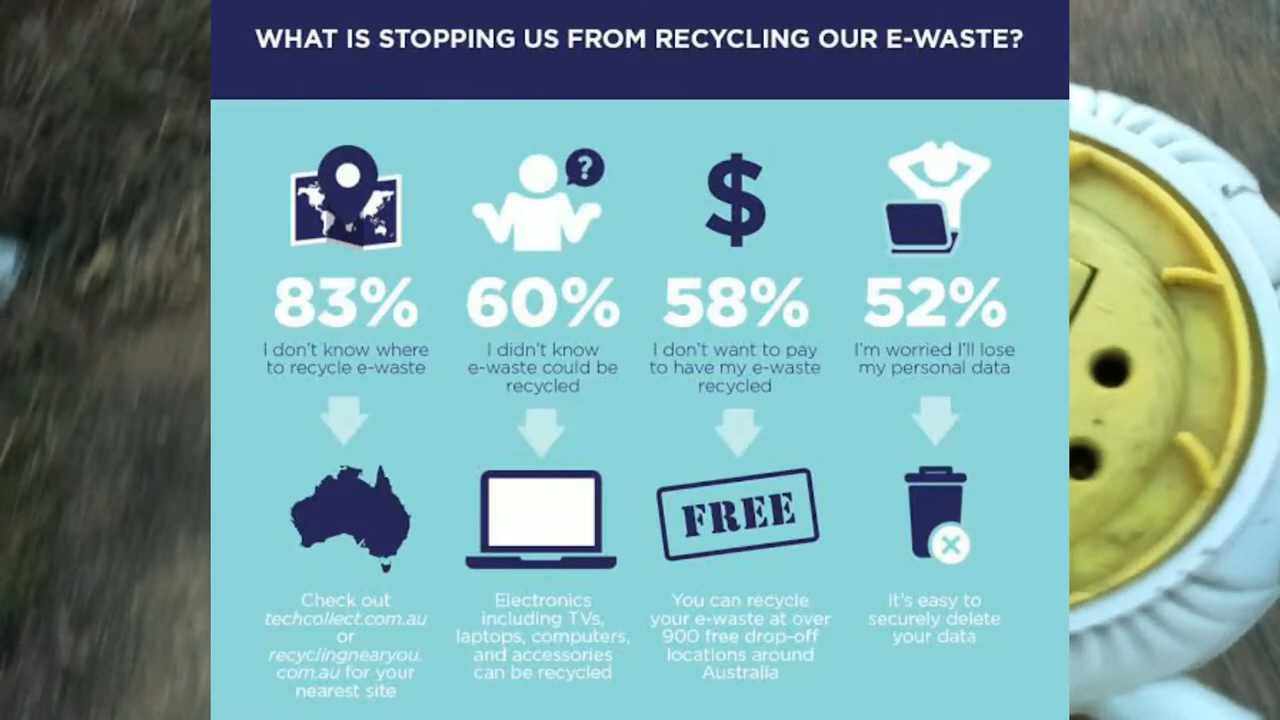 WHAT IS STOPPING US FROM RECYCLING OUR E-WASTE?
?
$
83%
I don't know where
to recycle e-waste
60%
I didn't know
e-waste could be
recycled
58%
I don't want to pay
to have my e-waste
recycled
52%
I'm worried I'll lose
my personal data
FREE
Check out
techcollect.com.au
or
recyclingnearyou.
com.au for your
nearest site
Electronics
including TVs,
laptops, computers,
and accessories
can be recycled
You can recycle
your e-waste at over
900 free drop-off
locations around
Australia
It's easy to
securely delete
your data